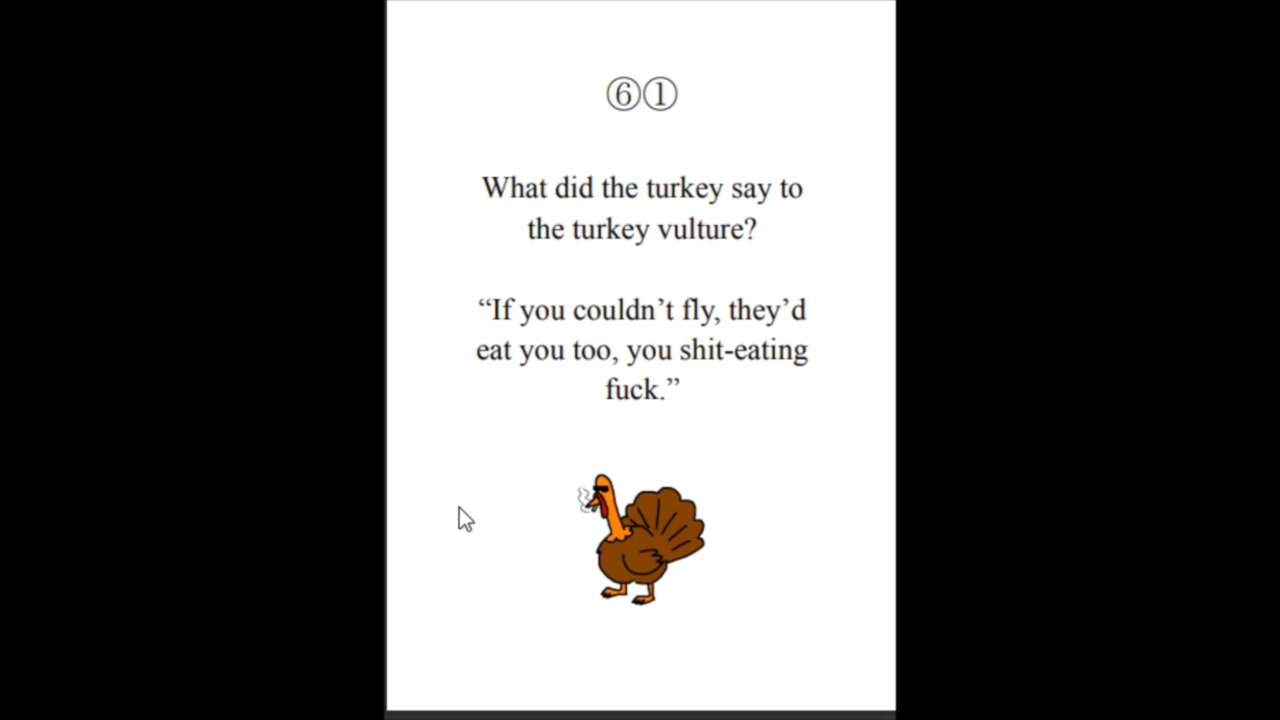 ⑥①
What did the turkey say to
the turkey vulture?
“If you couldn’t fly, they’d
eat you too, you shit-eating
fuck.”